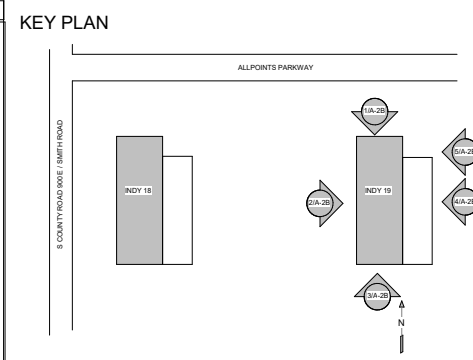 KEY PLAN
ALLPOINTS PARKWAY
S COUNTY ROAD 900 E / SMITH ROAD
1/A-2B
5/A-2B
INDY 18
INDY 19
2/A-2B
4/A-2B
3/A-2B
N